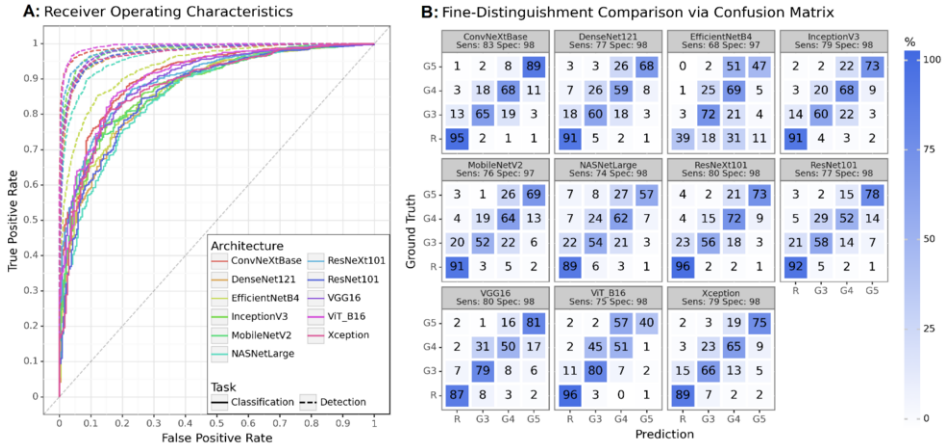 A: Receiver Operating Characteristics
True Positive Rate
1
0.9
0.8
0.7
0.6
0.5
0.4
0.3
0.2
0.1
0
0 0.1 0.2 0.3 0.4 0.5 0.6 0.7 0.8 0.9 1
False Positive Rate
Architecture
ConvNeXtBase ResNeXt101
DenseNet121 ResNet101
EfficientNetB4 VGG16
InceptionV3 ViT_B16
MobileNetV2 Xception
NASNetLarge
Task
Classification Detection
B: Fine-Distinguishment Comparison via Confusion Matrix
Ground Truth
ConvNeXtBase
Sens: 83 Spec: 98
G5 1 2 8 89
G4 3 18 68 11
G3 13 65 19 3
R 95 2 1 1
DenseNet121
Sens: 77 Spec: 98
3 3 26 68
7 26 59 8
18 60 18 3
91 5 2 1
EfficientNetB4
Sens: 68 Spec: 97
0 2 51 47
1 25 69 5
3 72 21 4
39 18 31 11
InceptionV3
Sens: 79 Spec: 98
2 2 22 73
3 20 68 9
14 60 22 3
91 4 3 2
MobileNetV2
Sens: 76 Spec: 97
G5 3 1 26 69
G4 4 19 64 13
G3 20 52 22 6
R 91 3 5 2
NASNetLarge
Sens: 74 Spec: 98
7 8 27 57
7 24 62 7
22 54 21 3
89 6 3 1
ResNeXt101
Sens: 80 Spec: 98
4 2 21 73
4 15 72 9
23 56 18 3
96 2 2 1
ResNet101
Sens: 77 Spec: 98
3 2 15 78
5 29 52 14
21 58 14 7
92 5 2 1
R G3 G4 G5
VGG16
Sens: 80 Spec: 98
G5 2 1 16 81
G4 2 31 50 17
G3 7 79 8 6
R 87 8 3 2
R G3 G4 G5
ViT_B16
Sens: 75 Spec: 98
2 2 57 40
2 45 51 1
11 80 7 2
96 3 0 1
R G3 G4 G5
Xception
Sens: 79 Spec: 98
2 3 19 75
3 23 65 9
15 66 13 5
89 7 2 2
R G3 G4 G5
Prediction
%
100
75
50
25
0